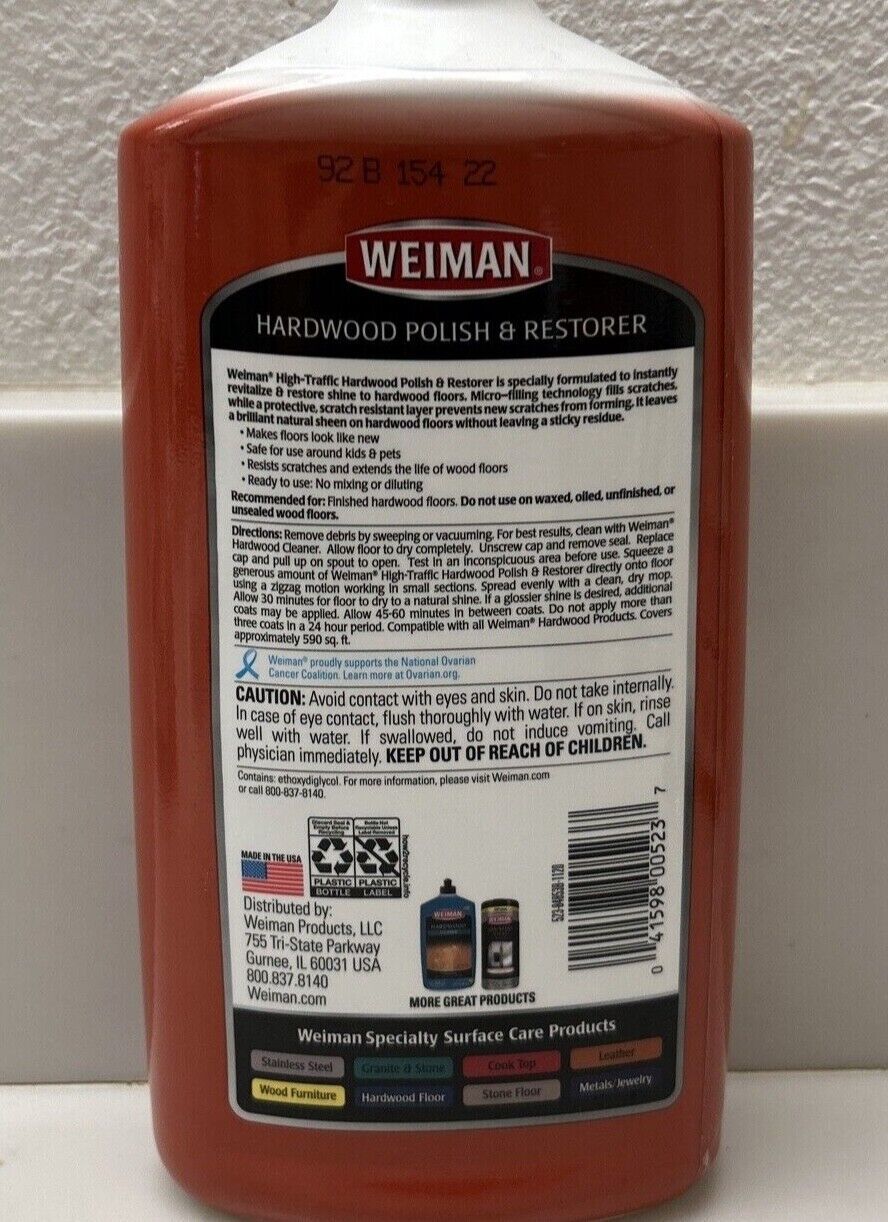 92 B 154 22
WEIMAN®
HARDWOOD POLISH & RESTORER
Weiman® High-Traffic Hardwood Polish & Restorer is specially formulated to instantly
revitalize & restore shine to hardwood floors. Micro-filling technology fills scratches,
while a protective, scratch resistant layer prevents new scratches from forming. It leaves
a brilliant natural sheen on hardwood floors without leaving a sticky residue.
• Makes floors look like new
• Safe for use around kids & pets
• Resists scratches and extends the life of wood floors
• Ready to use: No mixing or diluting
Recommended for: Finished hardwood floors. Do not use on waxed, oiled, unfinished, or
unsealed wood floors.
Directions: Remove debris by sweeping or vacuuming. For best results, clean with Weiman®
Hardwood Cleaner. Allow floor to dry completely. Unscrew cap and remove seal. Replace
cap and pull up on spout to open. Test in an inconspicuous area before use. Squeeze a
generous amount of Weiman® High-Traffic Hardwood Polish & Restorer directly onto floor
using a zigzag motion working in small sections. Spread evenly with a clean, dry mop.
Allow 30 minutes for floor to dry to a natural shine. If a glossier shine is desired, additional
coats may be applied. Allow 45-60 minutes in between coats. Do not apply more than
three coats in a 24 hour period. Compatible with all Weiman® Hardwood Products. Covers
approximately 590 sq. ft.
Weiman® proudly supports the National Ovarian
Cancer Coalition. Learn more at Ovarian.org.
CAUTION: Avoid contact with eyes and skin. Do not take internally.
In case of eye contact, flush thoroughly with water. If on skin, rinse
well with water. If swallowed, do not induce vomiting. Call
physician immediately. KEEP OUT OF REACH OF CHILDREN.
Contains: ethoxydiglycol. For more information, please visit Weiman.com
or call 800-837-8140.
MADE IN THE USA
Discard Seal &
Empty Before
Recycling
Bottle Not
Recyclable Unless
Label Removed
PLASTIC
BOTTLE
PLASTIC
LABEL
how2recycle.info
Distributed by:
Weiman Products, LLC
755 Tri-State Parkway
Gurnee, IL 60031 USA
800.837.8140
Weiman.com
WEIMAN
HARDWOOD
WEIMAN
MORE GREAT PRODUCTS
0 41598 00523 7
Weiman Specialty Surface Care Products
Stainless Steel
Granite & Stone
Cook Top
Leather
Wood Furniture
Hardwood Floor
Stone Floor
Metals/Jewelry